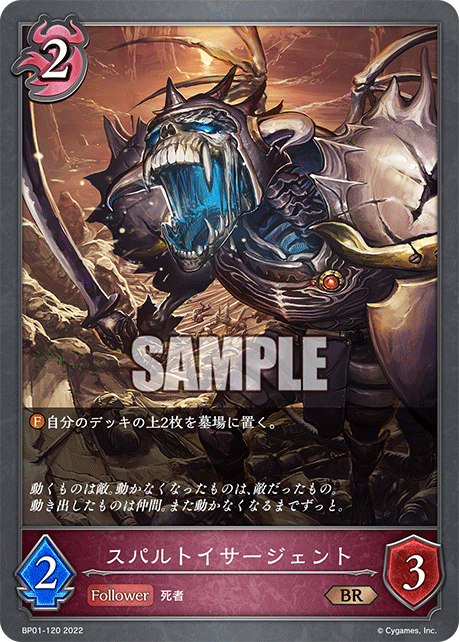 2
SAMPLE
F 自分のデッキの上2枚を墓場に置く。
動くものは敵。動かなくなったものは、敵だったもの。
動き出したものは仲間。また動かなくなるまでずっと。
スパルトイサージェント
2
Follower 死者
BR
3
BP01-120 2022
© Cygames, Inc.